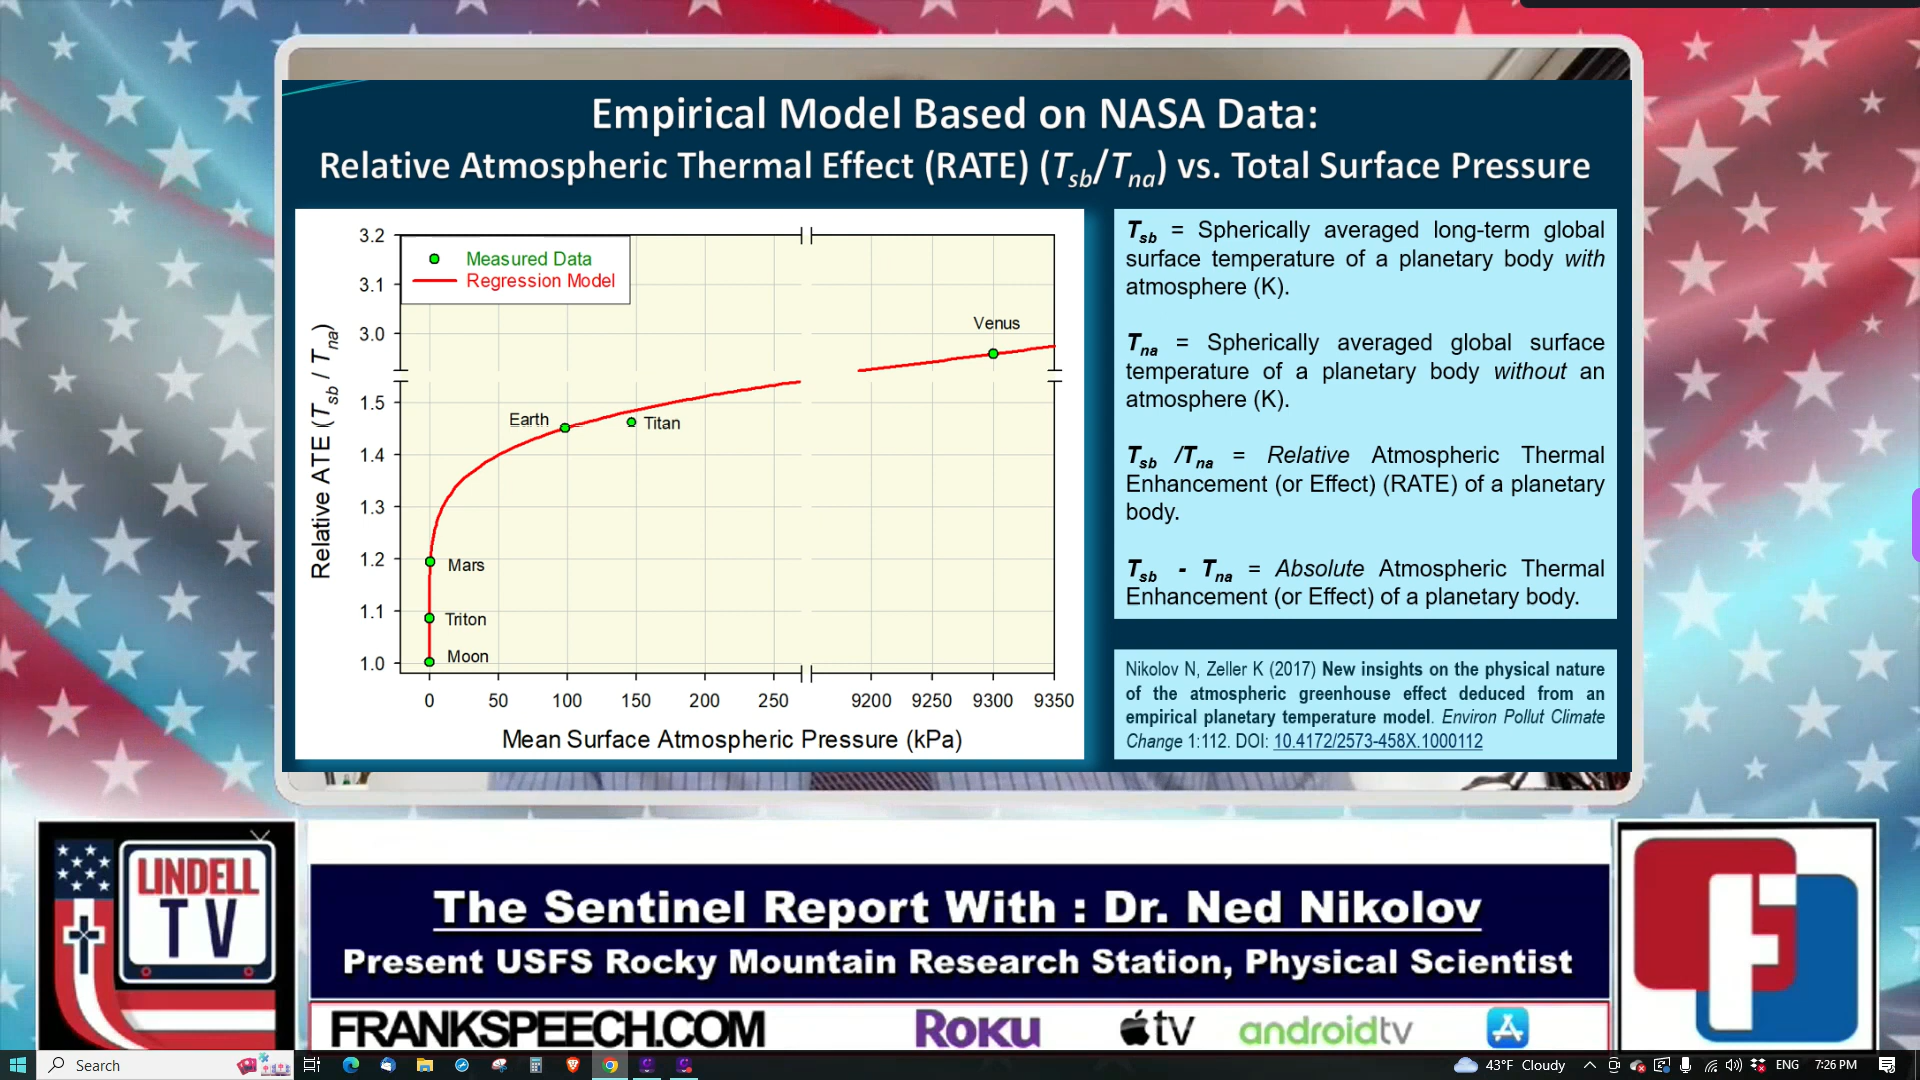 Empirical Model Based on NASA Data:
Relative Atmospheric Thermal Effect (RATE) (Tsb/Tna) vs. Total Surface Pressure
3.2
3.1
3.0
1.5
1.4
1.3
1.2
1.1
1.0
Relative ATE (Tsb / Tna)
Measured Data
Regression Model
Venus
Earth
Titan
Mars
Triton
Moon
0 50 100 150 200 250 9200 9250 9300 9350
Mean Surface Atmospheric Pressure (kPa)
Tsb = Spherically averaged long-term global
surface temperature of a planetary body with
atmosphere (K).
Tna = Spherically averaged global surface
temperature of a planetary body without an
atmosphere (K).
Tsb /Tna = Relative Atmospheric Thermal
Enhancement (or Effect) (RATE) of a planetary
body.
Tsb - Tna = Absolute Atmospheric Thermal
Enhancement (or Effect) of a planetary body.
Nikolov N, Zeller K (2017) New insights on the physical nature
of the atmospheric greenhouse effect deduced from an
empirical planetary temperature model. Environ Pollut Climate
Change 1:112. DOI: 10.4172/2573-458X.1000112
LINDELL
TV
The Sentinel Report With : Dr. Ned Nikolov
Present USFS Rocky Mountain Research Station, Physical Scientist
FRANKSPEECH.COM
ROKU
tv
androidtv
F
Search
43°F Cloudy
ENG
7:26 PM